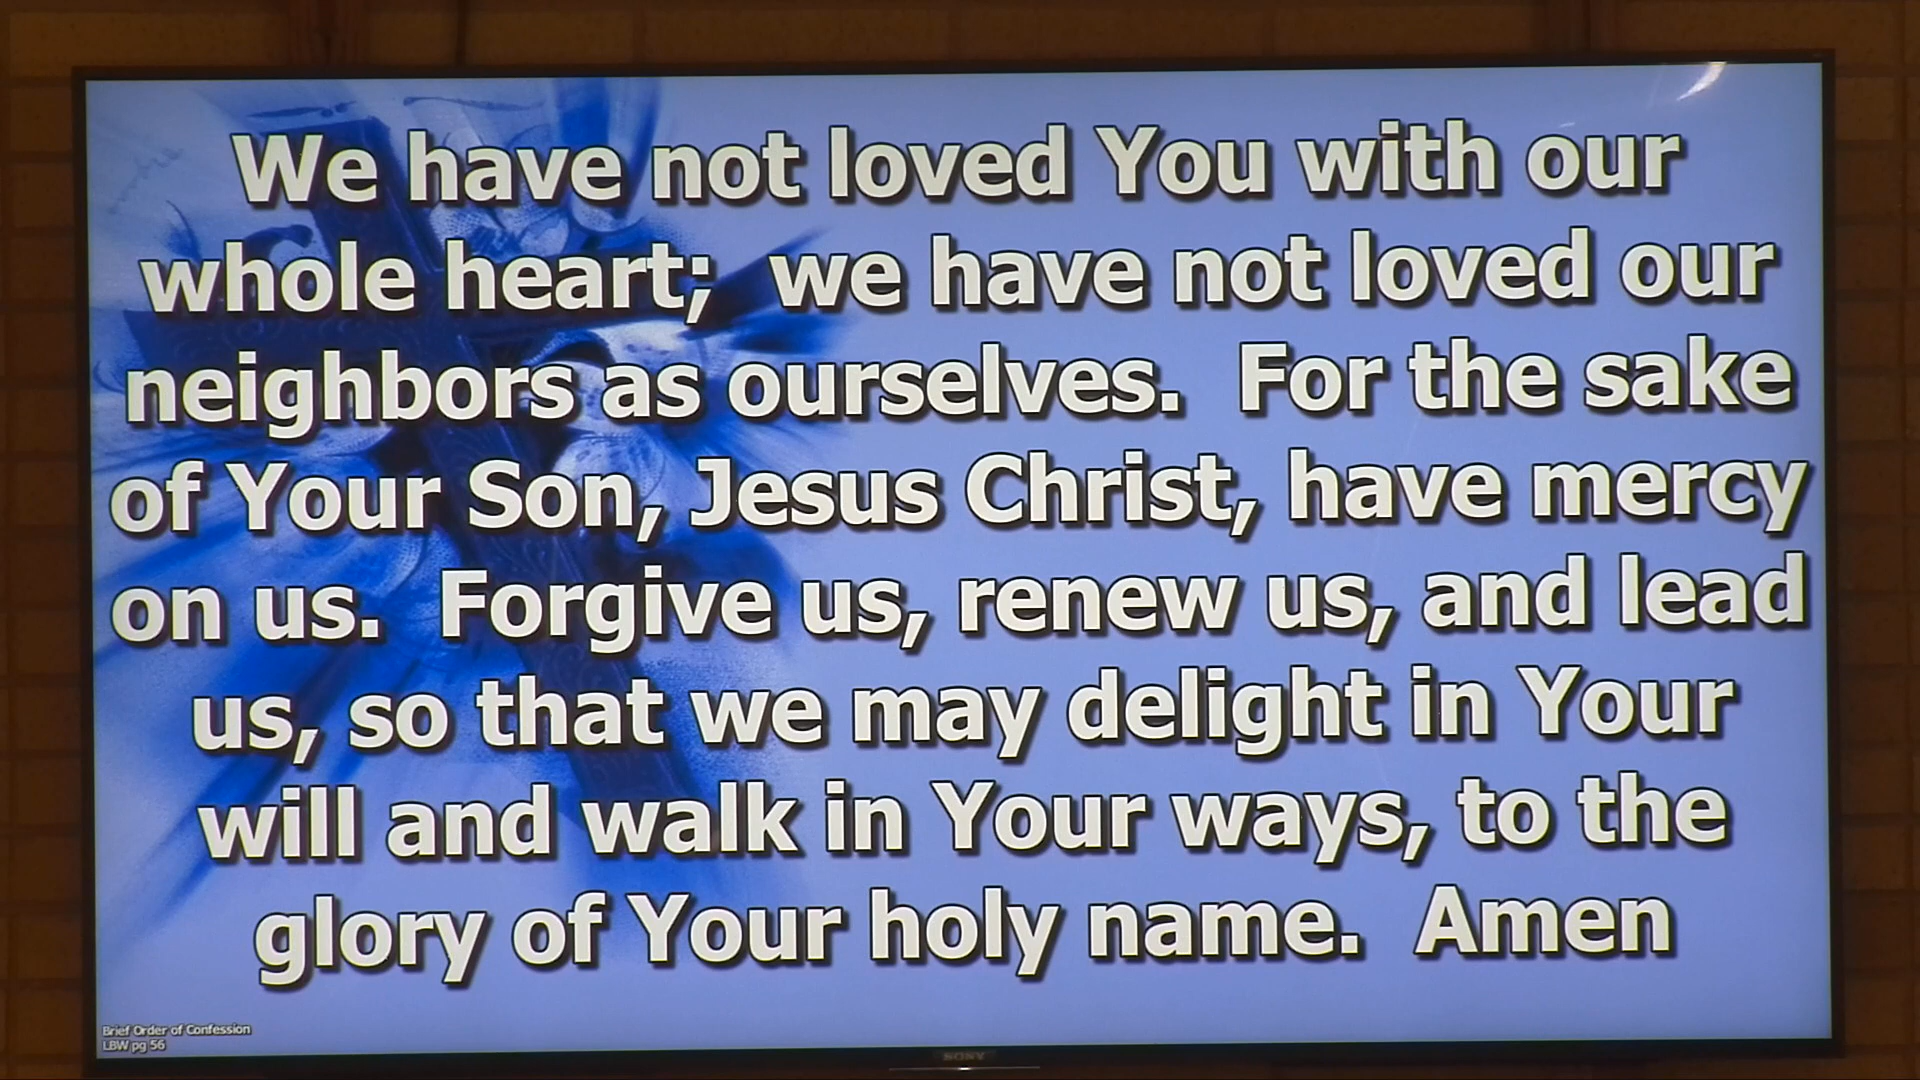 We have not loved You with our
whole heart;  we have not loved our
neighbors as ourselves.  For the sake
of Your Son, Jesus Christ, have mercy
on us.  Forgive us, renew us, and lead
us, so that we may delight in Your
will and walk in Your ways, to the
glory of Your holy name.  Amen
Brief Order of Confession
LBW pg 56
SONY